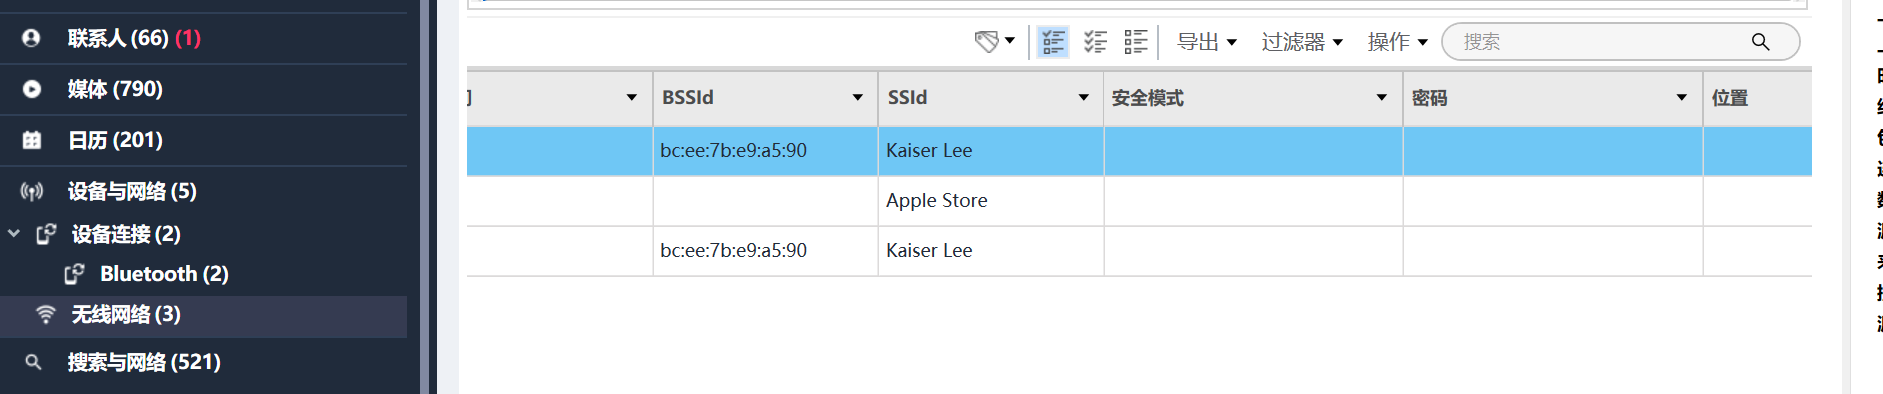 联系人 (66) (1)
媒体 (790)
日历 (201)
设备与网络 (5)
设备连接 (2)
Bluetooth (2)
无线网络 (3)
搜索与网络 (521)
导出 过滤器 操作 搜索
BSSId SSId 安全模式 密码 位置
bc:ee:7b:e9:a5:90 Kaiser Lee
Apple Store
bc:ee:7b:e9:a5:90 Kaiser Lee